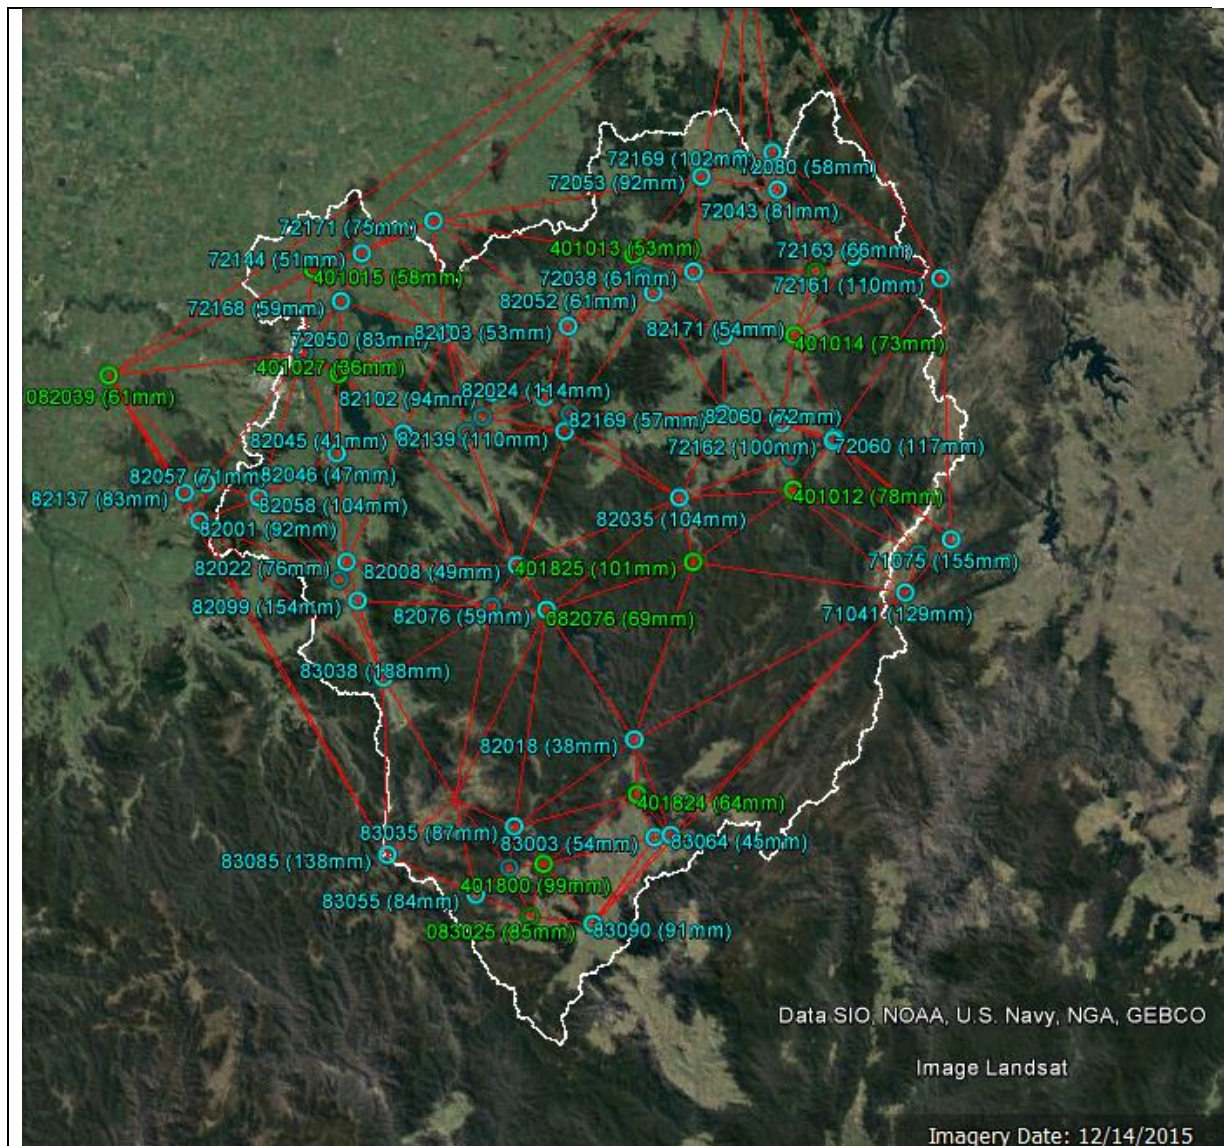 72169 (102mm)
72080 (58mm)
72053 (92mm)
72043 (81mm)
72171 (75mm)
401013 (53mm)
72163 (66mm)
72144 (51mm)
401015 (58mm)
72038 (61mm)
72161 (110mm)
72168 (59mm)
82052 (61mm)
72050 (83mm)
82103 (53mm)
82171 (54mm)
401014 (73mm)
401027 (36mm)
082039 (61mm)
82102 (94mm)
82024 (114mm)
82045 (41mm)
82139 (110mm)
82169 (57mm)
82060 (72mm)
72162 (100mm)
72060 (117mm)
82057 (71mm)
82046 (47mm)
82137 (83mm)
82058 (104mm)
401012 (78mm)
82001 (92mm)
82035 (104mm)
82022 (76mm)
82008 (49mm)
401825 (101mm)
71075 (155mm)
82099 (154mm)
82076 (59mm)
082076 (69mm)
71041 (129mm)
83038 (188mm)
82018 (38mm)
401824 (64mm)
83035 (87mm)
83003 (54mm)
83064 (45mm)
83085 (138mm)
401800 (99mm)
83055 (84mm)
083025 (85mm)
83090 (91mm)
Data SIO, NOAA, U.S. Navy, NGA, GEBCO
Image Landsat
Imagery Date: 12/14/2015